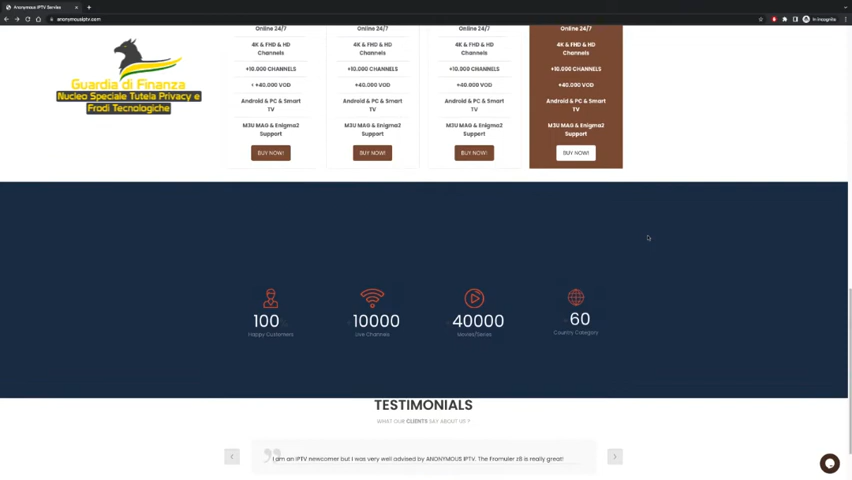 Anonymous IPTV Service
anonymousiptv.com
In Incognito
Online 24/7
4K & FHD & HD
Channels
+10.000 CHANNELS
+40.000 VOD
Android & PC & Smart
TV
M3U MAG & Enigma2
Support
BUY NOW!
Online 24/7
4K & FHD & HD
Channels
+10.000 CHANNELS
+40.000 VOD
Android & PC & Smart
TV
M3U MAG & Enigma2
Support
BUY NOW!
Online 24/7
4K & FHD & HD
Channels
+10.000 CHANNELS
+40.000 VOD
Android & PC & Smart
TV
M3U MAG & Enigma2
Support
BUY NOW!
Online 24/7
4K & FHD & HD
Channels
+10.000 CHANNELS
+40.000 VOD
Android & PC & Smart
TV
M3U MAG & Enigma2
Support
BUY NOW!
Guardia di Finanza
Nucleo Speciale Tutela Privacy e
Frodi Tecnologiche
100
Happy Customers
10000
Live Channels
40000
Movies/Serise
60
Country Category
TESTIMONIALS
WHAT OUR CLIENTS SAY ABOUT US ?
I am an IPTV newcomer but I was very well advised by ANONYMOUS IPTV. The Fromuler z8 is really great!